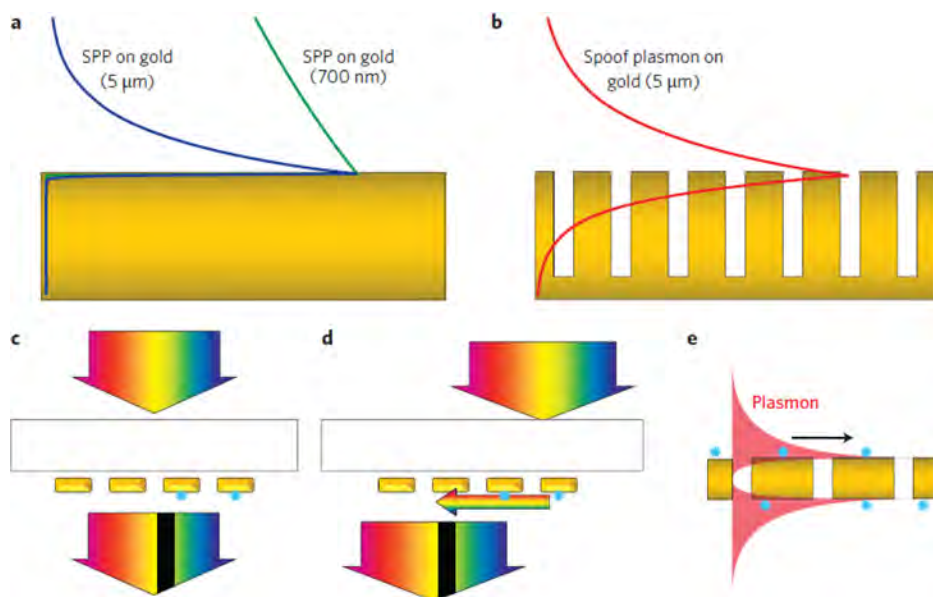 a
SPP on gold
(5 μm)
SPP on gold
(700 nm)
b
Spoof plasmon on
gold (5 μm)
c
d
e
Plasmon